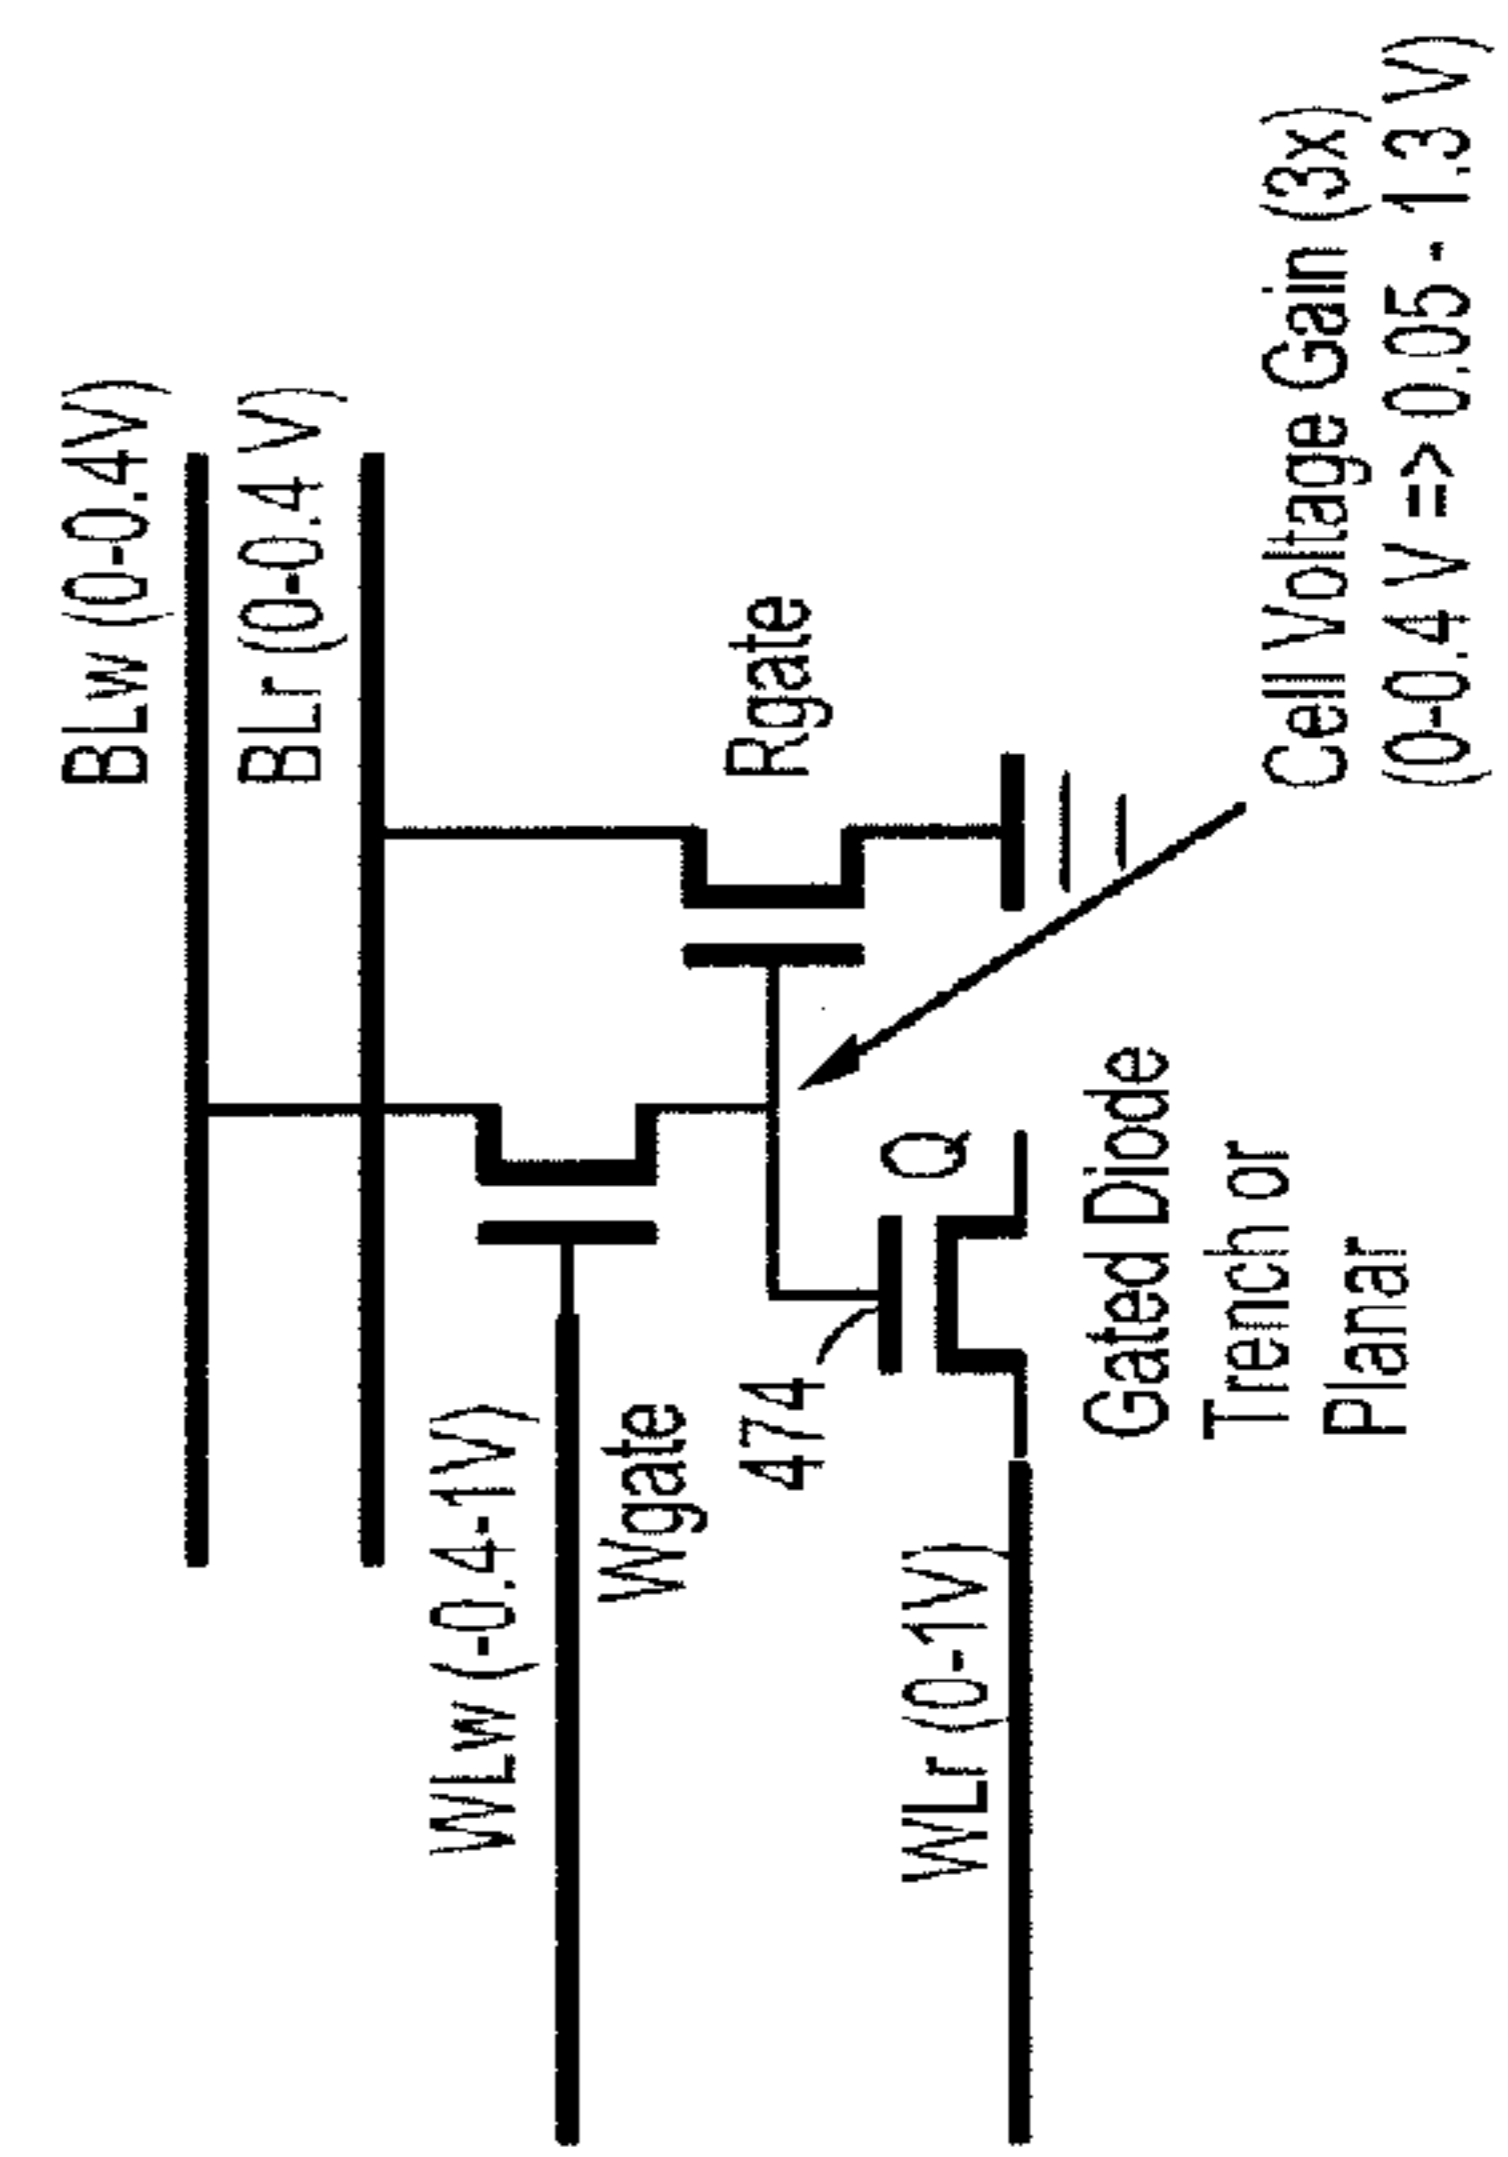 BLw (0-0.4V)
BLr (0-0.4 V)
WLw (-0.4-1V)
Wgate
Rgate
474
Q
WLr (0-1V)
Gated Diode
Trench or
Planar
Cell Voltage Gain (3x)
(0-0.4 V => 0.05 - 1.3 V)